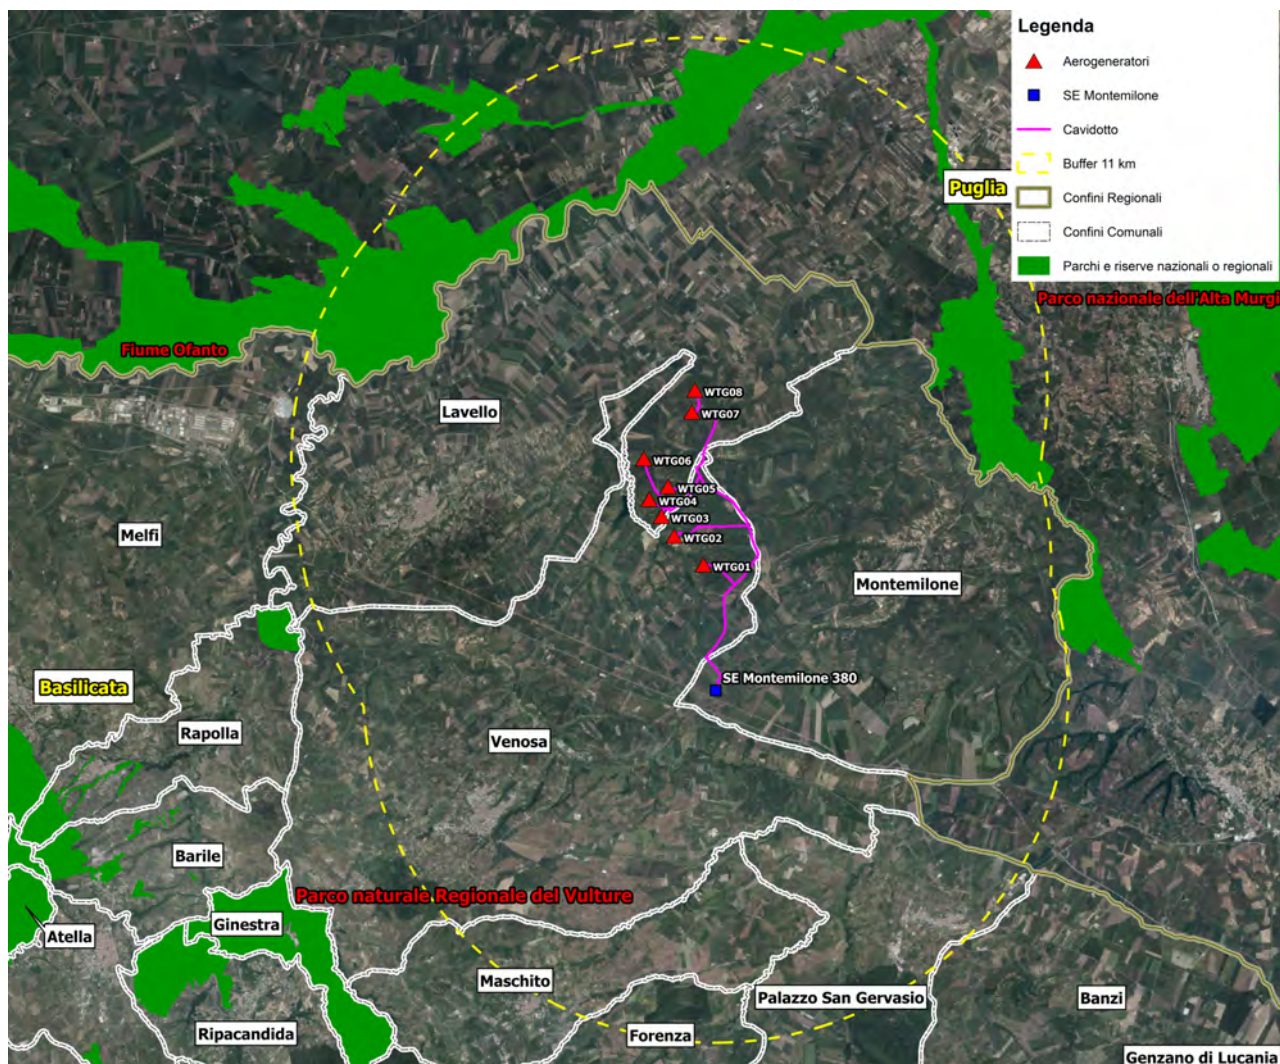 Legenda
Aerogeneratori
SE Montemilone
Cavidotto
Buffer 11 km
Confini Regionali
Confini Comunali
Parchi e riserve nazionali o regionali
Puglia
Parco nazionale dell'Alta Murgi
Fiume Ofanto
Lavello
WTG08
WTG07
WTG06
WTG05
WTG04
WTG03
WTG02
WTG01
Melfi
Montemilone
SE Montemilone 380
Basilicata
Rapolla
Venosa
Barile
Parco naturale Regionale del Vulture
Ginestra
Atella
Maschito
Palazzo San Gervasio
Banzi
Ripacandida
Forenza
Genzano di Lucania